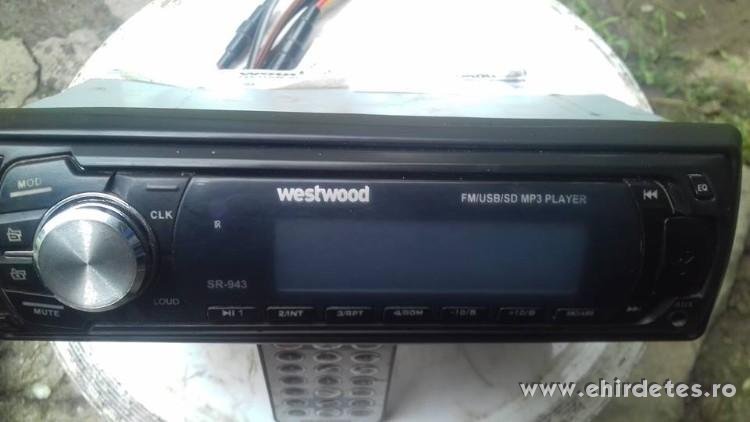 MOD
westwood
FM/USB/SD MP3 PLAYER
EQ
CLK
SR-943
LOUD
MUTE
1
2/INT
3/RPT
4/RDM
-10/5
+10/6
AUX
www.ehirdetes.ro